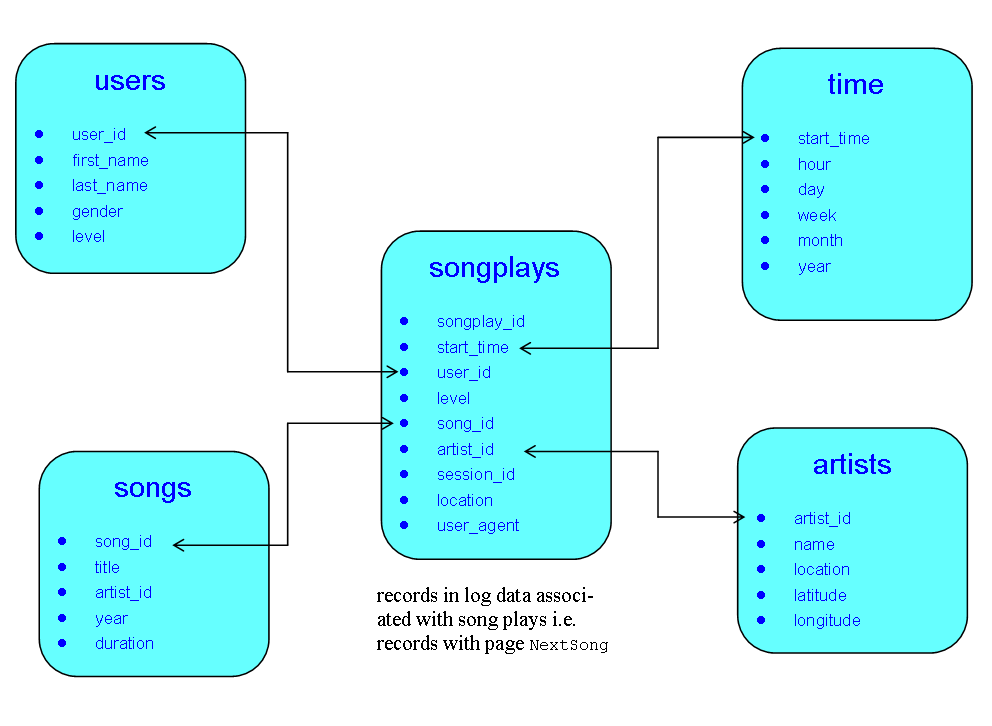 users
user_id
first_name
last_name
gender
level
time
start_time
hour
day
week
month
year
songplays
songplay_id
start_time
user_id
level
song_id
artist_id
session_id
location
user_agent
songs
song_id
title
artist_id
year
duration
artists
artist_id
name
location
latitude
longitude
records in log data associ-
ated with song plays i.e.
records with page NextSong